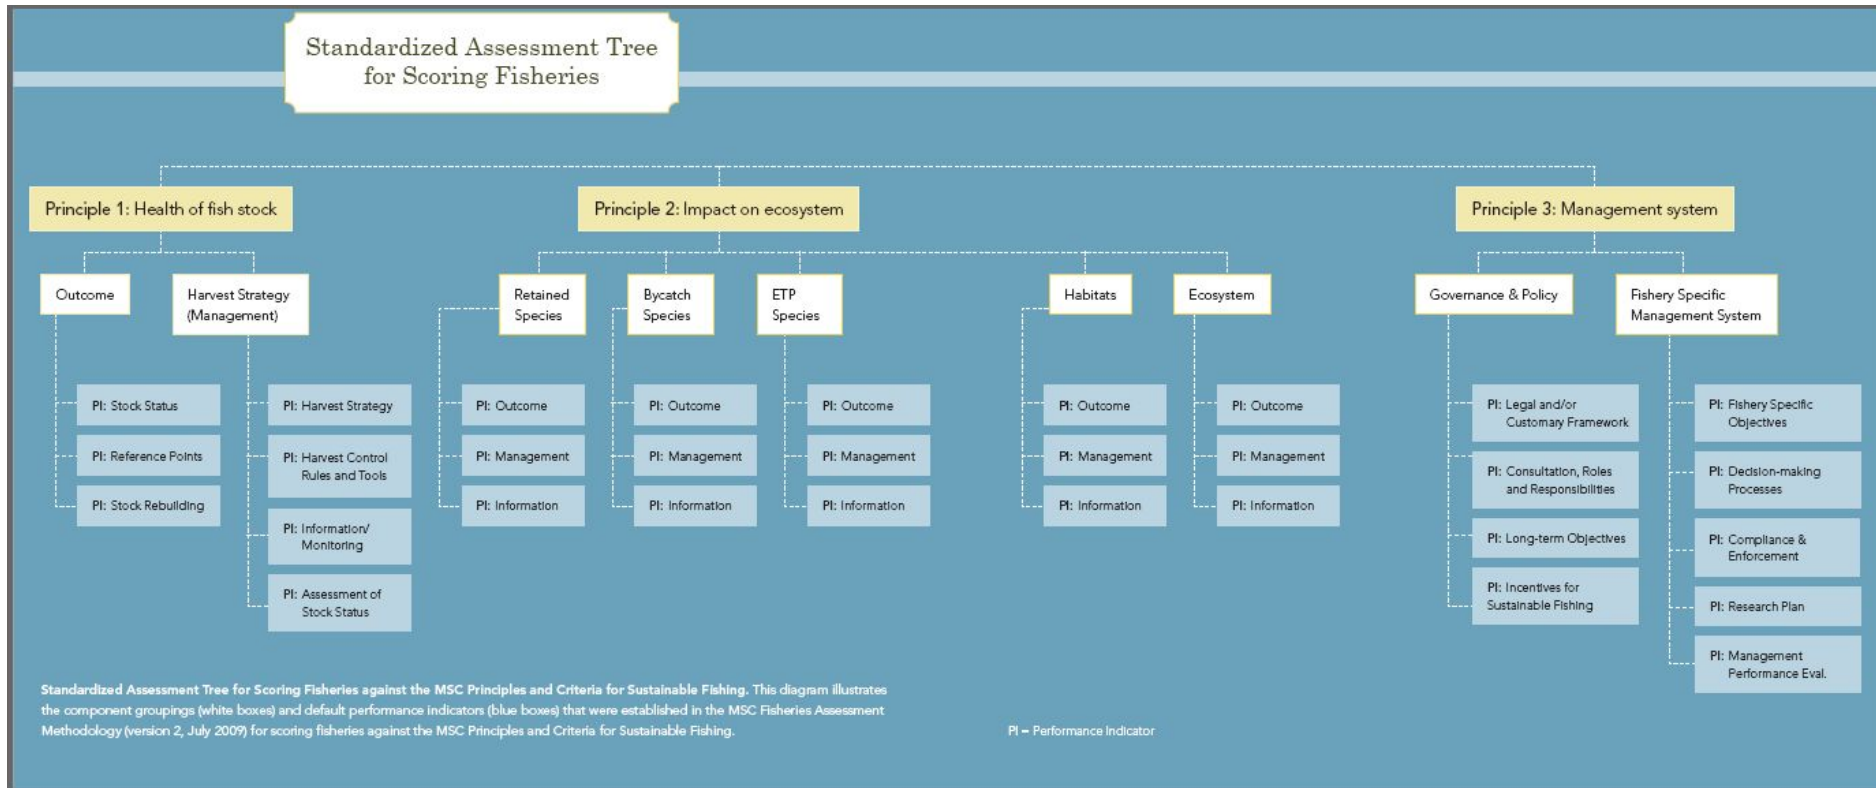 Standardized Assessment Tree
for Scoring Fisheries
Principle 1: Health of fish stock
Principle 2: Impact on ecosystem
Principle 3: Management system
Outcome
Harvest Strategy
(Management)
Retained
Species
Bycatch
Species
ETP
Species
Habitats
Ecosystem
Governance & Policy
Fishery Specific
Management System
PI: Stock Status
PI: Reference Points
PI: Stock Rebuilding
PI: Harvest Strategy
PI: Harvest Control
Rules and Tools
PI: Information/
Monitoring
PI: Assessment of
Stock Status
PI: Outcome
PI: Management
PI: Information
PI: Outcome
PI: Management
PI: Information
PI: Outcome
PI: Management
PI: Information
PI: Outcome
PI: Management
PI: Information
PI: Outcome
PI: Management
PI: Information
PI: Legal and/or
Customary Framework
PI: Consultation, Roles
and Responsibilities
PI: Long-term Objectives
PI: Incentives for
Sustainable Fishing
PI: Fishery Specific
Objectives
PI: Decision-making
Processes
PI: Compliance &
Enforcement
PI: Research Plan
PI: Management
Performance Eval.
Standardized Assessment Tree for Scoring Fisheries against the MSC Principles and Criteria for Sustainable Fishing. This diagram illustrates
the component groupings (white boxes) and default performance indicators (blue boxes) that were established in the MSC Fisheries Assessment
Methodology (version 2, July 2009) for scoring fisheries against the MSC Principles and Criteria for Sustainable Fishing.
PI = Performance Indicator